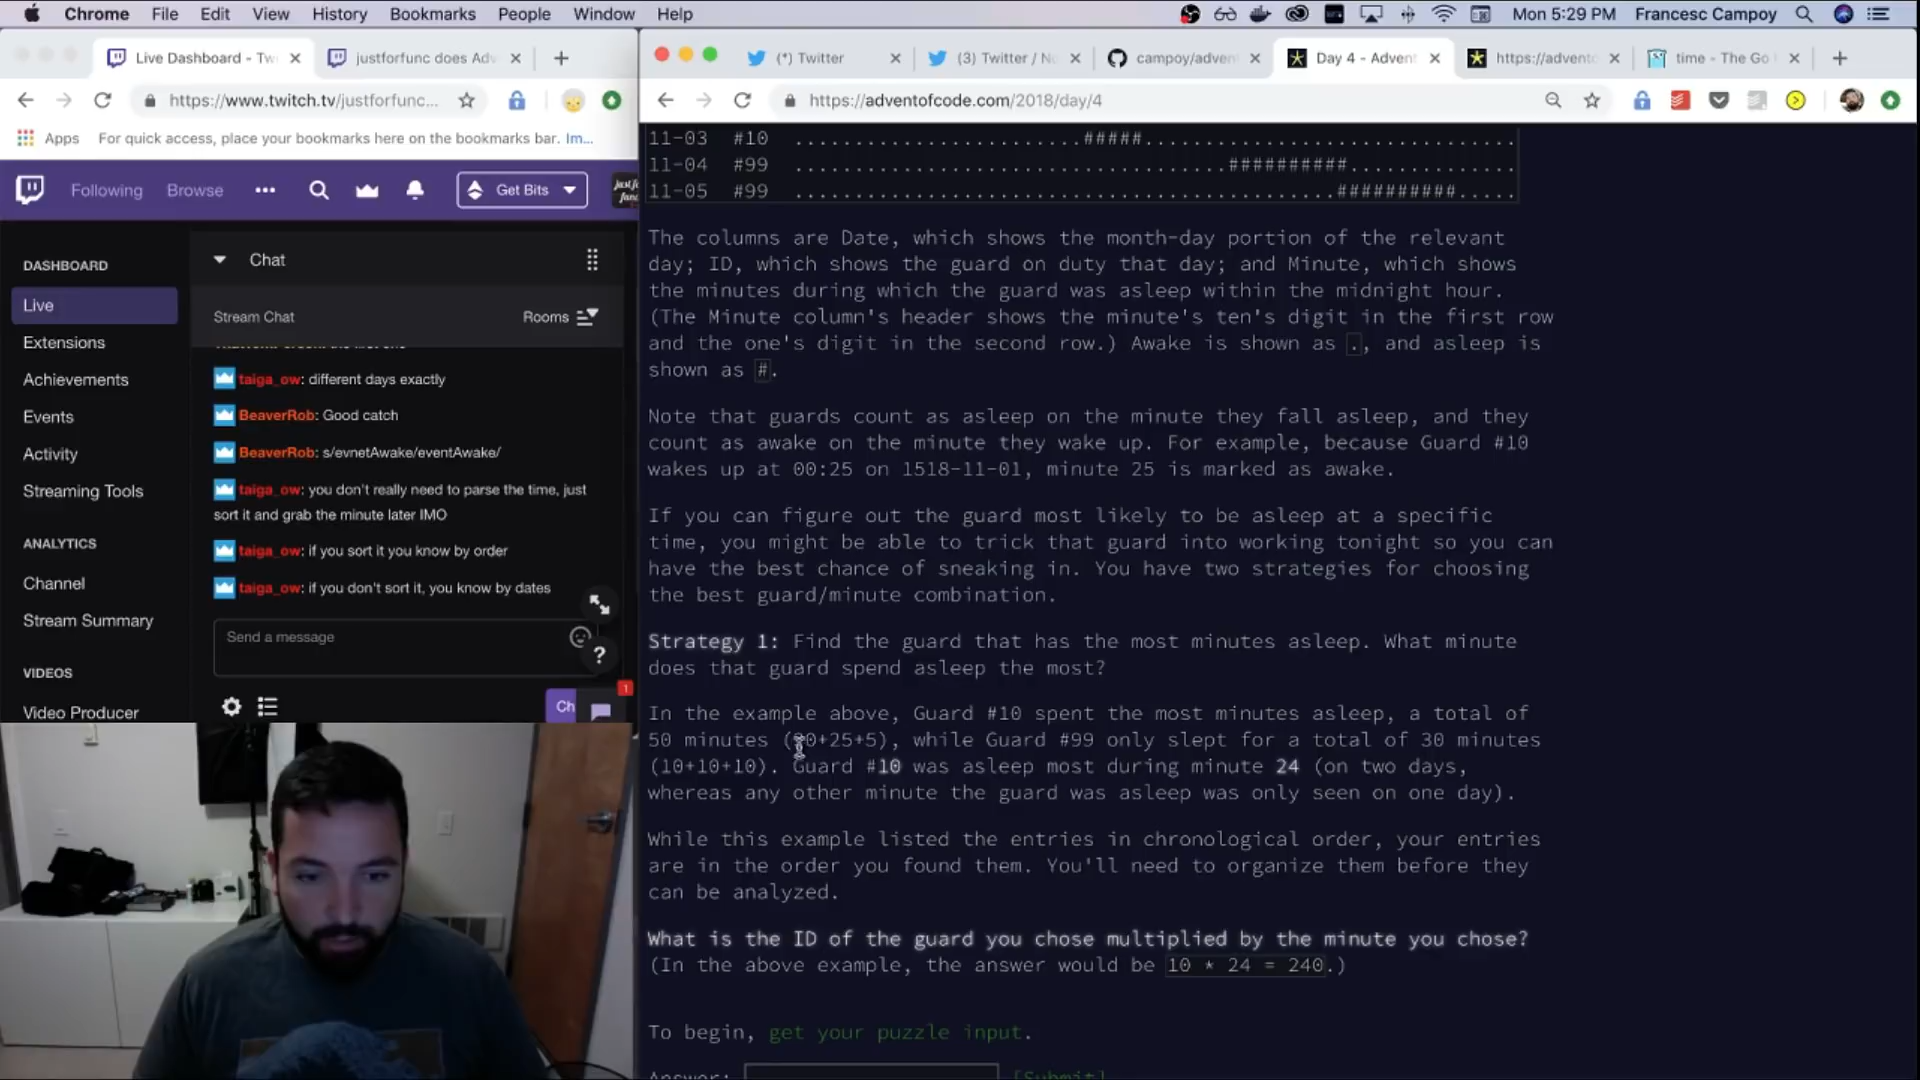 Chrome File Edit View History Bookmarks People Window Help
Mon 5:29 PM Francesc Campoy
Live Dashboard - Tw
justforfunc does Adv
https://www.twitch.tv/justforfunc...
Apps For quick access, place your bookmarks here on the bookmarks bar. Im...
Following Browse ••• Get Bits
DASHBOARD
Live
Extensions
Achievements
Events
Activity
Streaming Tools
ANALYTICS
Channel
Stream Summary
VIDEOS
Video Producer
Chat
Stream Chat Rooms
taiga_ow: different days exactly
BeaverRob: Good catch
BeaverRob: s/evnetAwake/eventAwake/
taiga_ow: you don't really need to parse the time, just
sort it and grab the minute later IMO
taiga_ow: if you sort it you know by order
taiga_ow: if you don't sort it, you know by dates
Send a message
?
Ch
1
(*) Twitter
(3) Twitter / No
campoy/adven
Day 4 - Advent
https://advento
time - The Go
https://adventofcode.com/2018/day/4
11-03 #10 ........................#####...............................
11-04 #99 ....................................##########..............
11-05 #99 .............................................##########.....
The columns are Date, which shows the month-day portion of the relevant
day; ID, which shows the guard on duty that day; and Minute, which shows
the minutes during which the guard was asleep within the midnight hour.
(The Minute column's header shows the minute's ten's digit in the first row
and the one's digit in the second row.) Awake is shown as ., and asleep is
shown as #.
Note that guards count as asleep on the minute they fall asleep, and they
count as awake on the minute they wake up. For example, because Guard #10
wakes up at 00:25 on 1518-11-01, minute 25 is marked as awake.
If you can figure out the guard most likely to be asleep at a specific
time, you might be able to trick that guard into working tonight so you can
have the best chance of sneaking in. You have two strategies for choosing
the best guard/minute combination.
Strategy 1: Find the guard that has the most minutes asleep. What minute
does that guard spend asleep the most?
In the example above, Guard #10 spent the most minutes asleep, a total of
50 minutes (20+25+5), while Guard #99 only slept for a total of 30 minutes
(10+10+10). Guard #10 was asleep most during minute 24 (on two days,
whereas any other minute the guard was asleep was only seen on one day).
While this example listed the entries in chronological order, your entries
are in the order you found them. You'll need to organize them before they
can be analyzed.
What is the ID of the guard you chose multiplied by the minute you chose?
(In the above example, the answer would be 10 * 24 = 240.)
To begin, get your puzzle input.
Answer: [Submit]